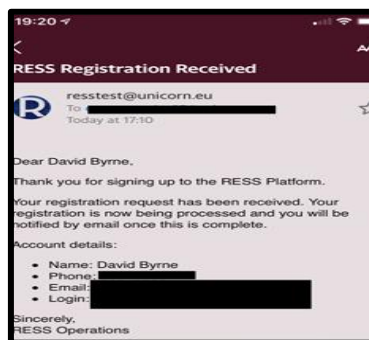 19:20
RESS Registration Received
R
resstest@unicorn.eu
To
Today at 17:10
Dear David Byrne,
Thank you for signing up to the RESS Platform.
Your registration request has been received. Your
registration is now being processed and you will be
notified by email once this is complete.
Account details:
• Name: David Byrne
• Phone:
• Email:
• Login:
Sincerely,
RESS Operations